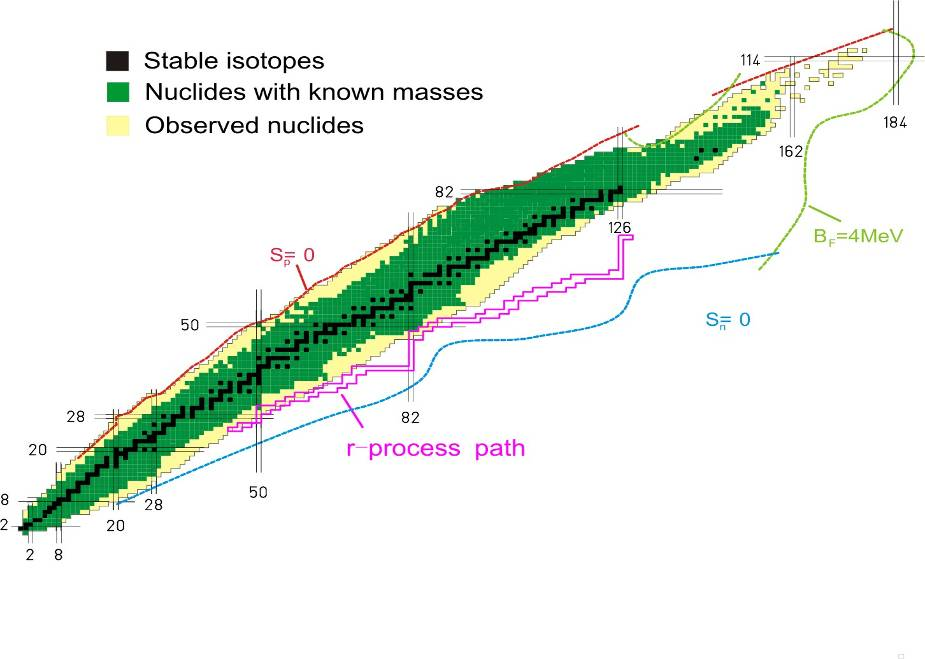 Stable isotopes
Nuclides with known masses
Observed nuclides
114
184
162
82
126
B_F=4MeV
S_p= 0
S_n= 0
50
82
r-process path
28
20
50
28
20
8
2
2 8